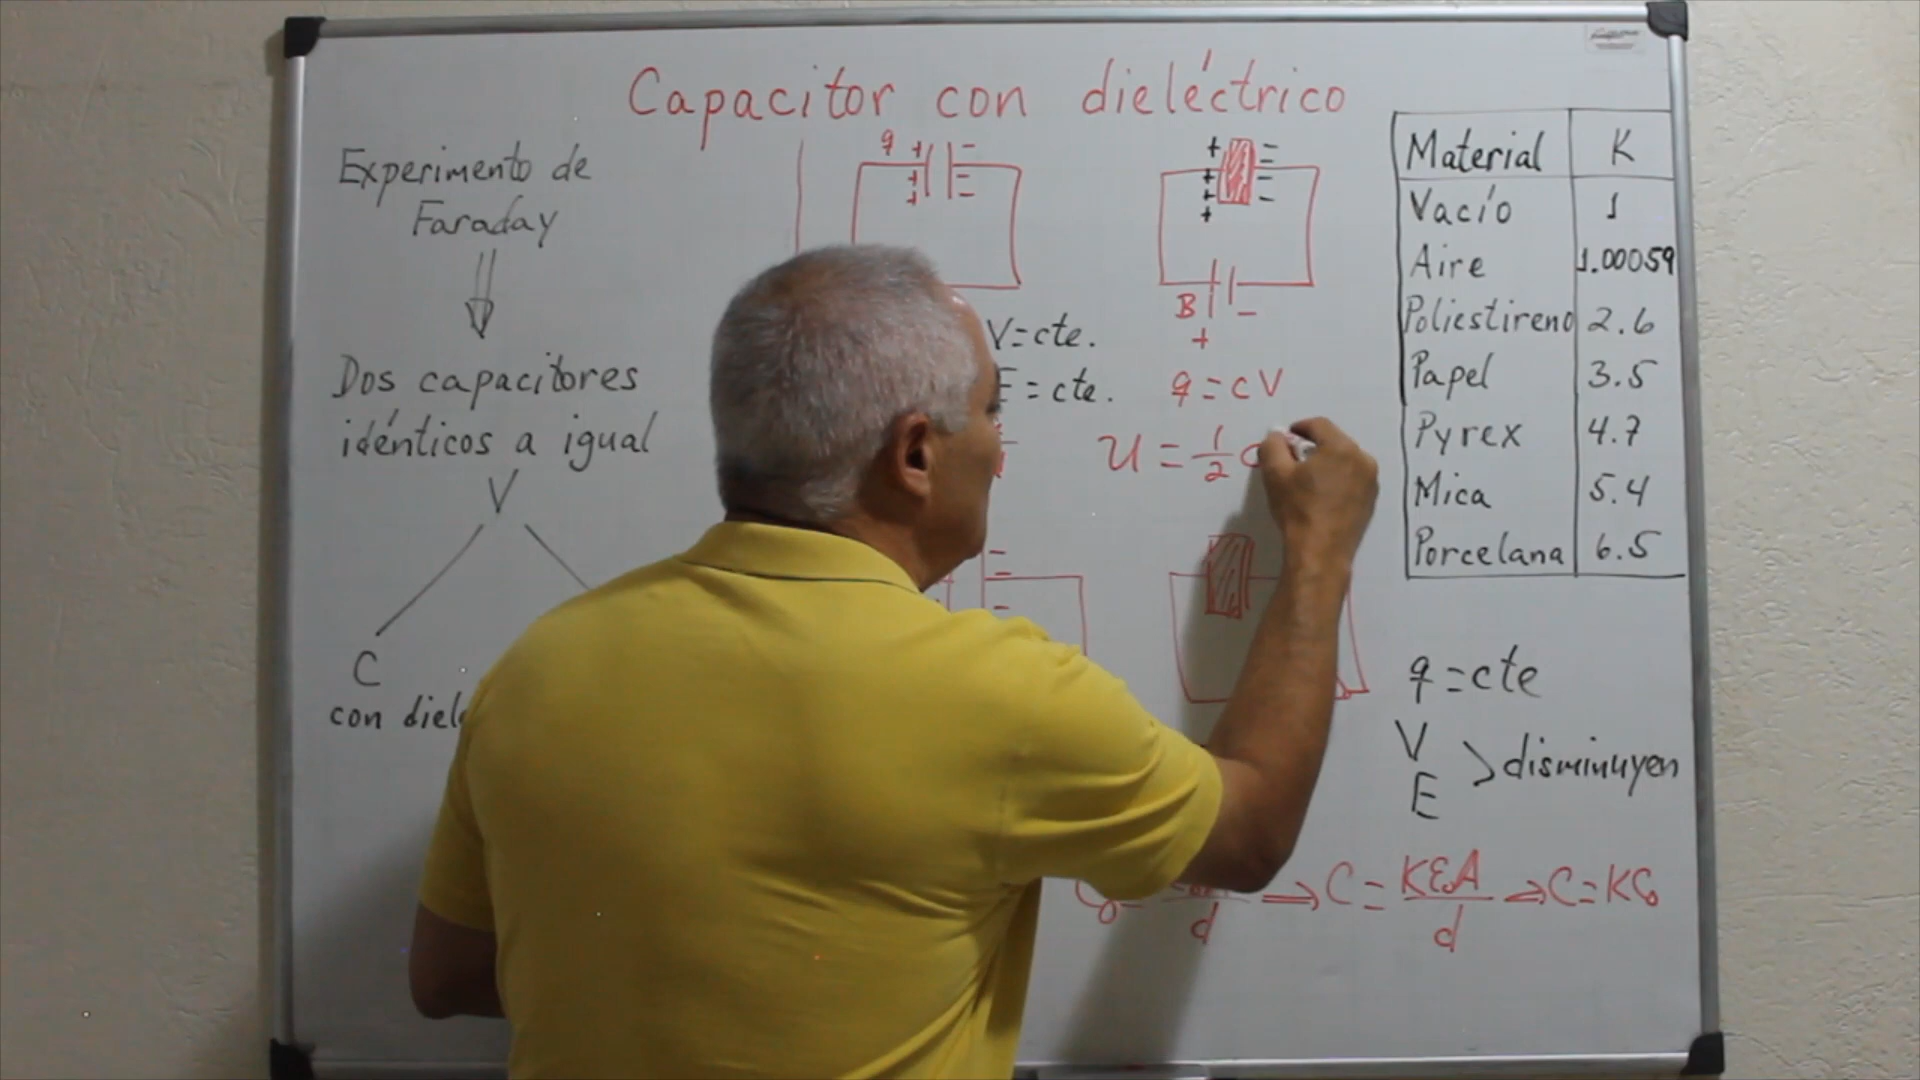 Capacitor con dieléctrico
Experimento de
Faraday
Dos capacitores
idénticos a igual
V
C
con
q
+ + +
- - -
V=cte.
= cte.
+ + + + +
- - - -
B
-
+
q = cV
U = 1/2
- - -
Material K
Vacío 1
Aire 1.00059
Poliestireno 2.6
Papel 3.5
Pyrex 4.7
Mica 5.4
Porcelana 6.5
q = cte
V
E > disminuyen
d ⇒ C = Kε₀A/d ⇒ C = KC₀